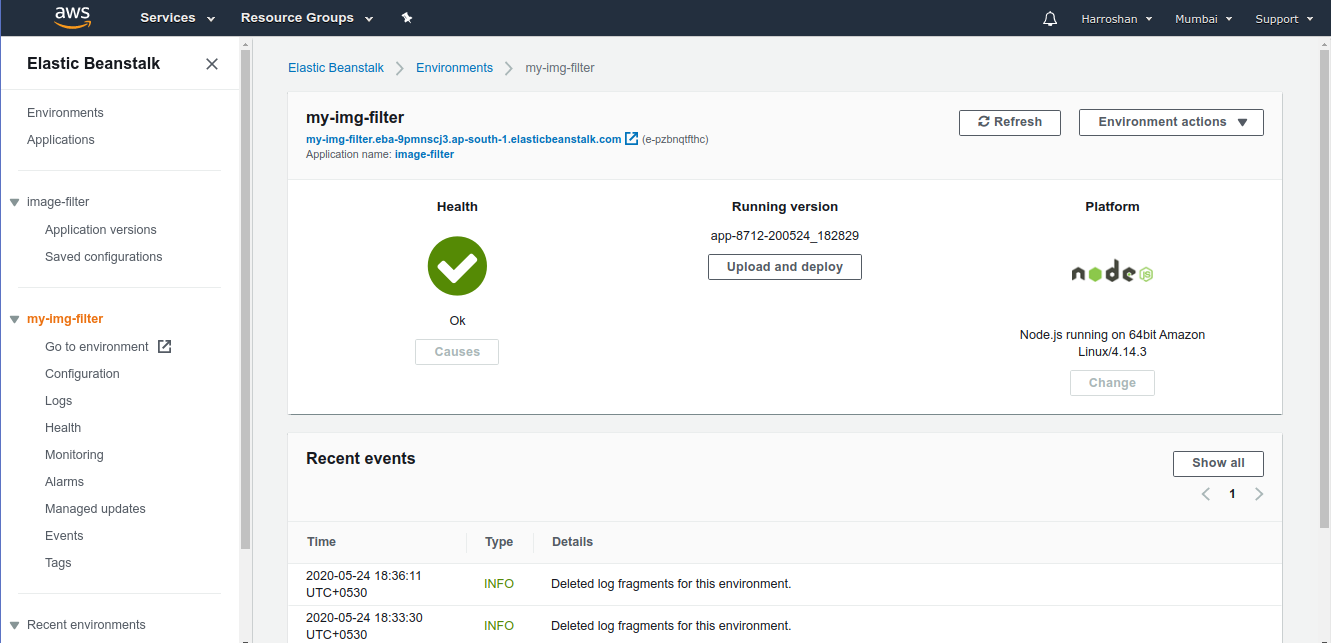 aws Services Resource Groups Harroshan Mumbai Support
Elastic Beanstalk
Environments
Applications
image-filter
Application versions
Saved configurations
my-img-filter
Go to environment
Configuration
Logs
Health
Monitoring
Alarms
Managed updates
Events
Tags
Recent environments
Elastic Beanstalk Environments my-img-filter
my-img-filter
my-img-filter.eba-9pmnscj3.ap-south-1.elasticbeanstalk.com (e-pzbnqtfthc)
Application name: image-filter
Refresh
Environment actions
Health
Ok
Causes
Running version
app-8712-200524_182829
Upload and deploy
Platform
node JS
Node.js running on 64bit Amazon
Linux/4.14.3
Change
Recent events
Show all
1
Time Type Details
2020-05-24 18:36:11
UTC+0530
INFO
Deleted log fragments for this environment.
2020-05-24 18:33:30
UTC+0530
INFO
Deleted log fragments for this environment.